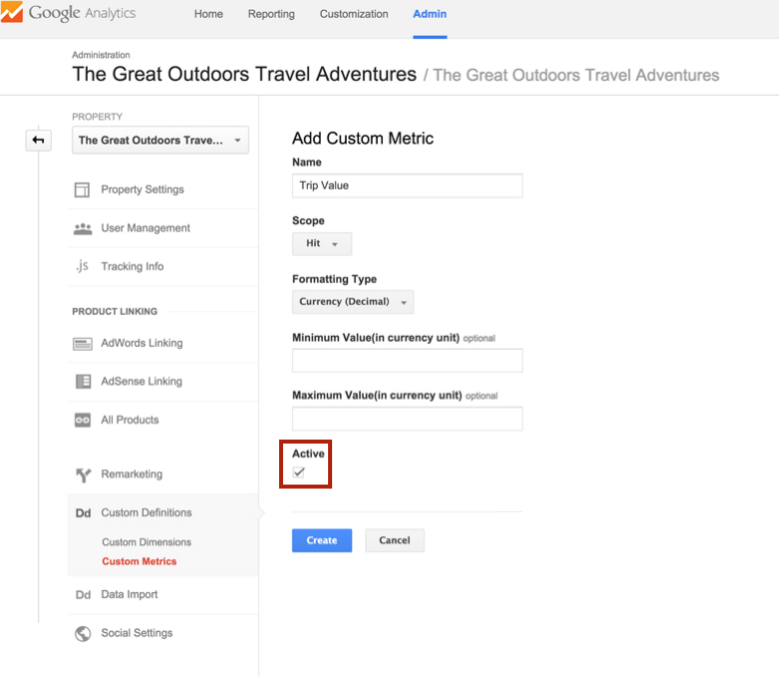 Google Analytics
Home Reporting Customization Admin
Administration
The Great Outdoors Travel Adventures / The Great Outdoors Travel Adventures
PROPERTY
The Great Outdoors Trave...
Property Settings
User Management
.js Tracking Info
PRODUCT LINKING
AdWords Linking
AdSense Linking
All Products
Remarketing
Dd Custom Definitions
Custom Dimensions
Custom Metrics
Dd Data Import
Social Settings
Add Custom Metric
Name
Trip Value
Scope
Hit
Formatting Type
Currency (Decimal)
Minimum Value(in currency unit) optional
Maximum Value(in currency unit) optional
Active
Create Cancel